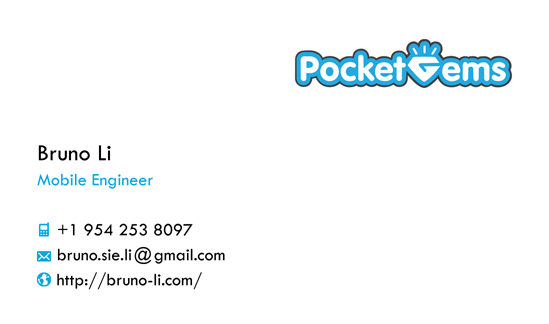 PocketGems
Bruno Li
Mobile Engineer
+1 954 253 8097
bruno.sie.li@gmail.com
http://bruno-li.com/